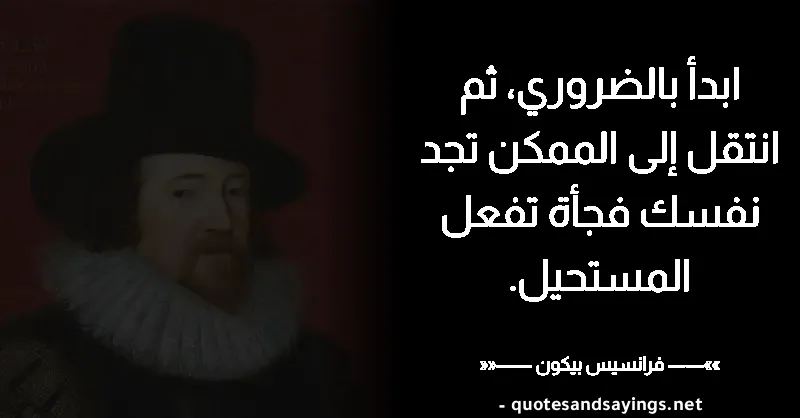 ابدأ بالضروري، ثم
انتقل إلى الممكن تجد
نفسك فجأة تفعل
المستحيل.
»»—— فرانسيس بيكون ——««
- quotesandsayings.net